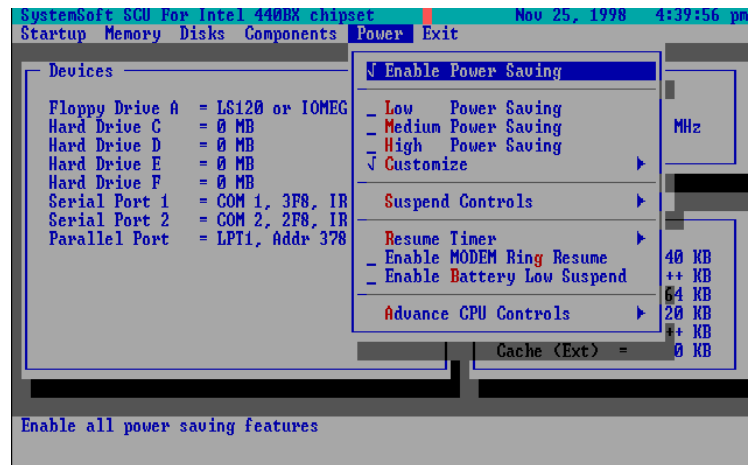 SystemSoft SCU For Intel 440BX chipset Nov 25, 1998 4:39:56 pm
Startup Memory Disks Components Power Exit
Devices
√ Enable Power Saving
Floppy Drive A = LS120 or IOMEG
_ Low Power Saving
Hard Drive C = 0 MB
_ Medium Power Saving
MHz
Hard Drive D = 0 MB
_ High Power Saving
Hard Drive E = 0 MB
√ Customize
Hard Drive F = 0 MB
Serial Port 1 = COM 1, 3F8, IR
Suspend Controls
Serial Port 2 = COM 2, 2F8, IR
Parallel Port = LPT1, Addr 378
Resume Timer
_ Enable MODEM Ring Resume
40 KB
_ Enable Battery Low Suspend
++ KB
64 KB
Advance CPU Controls
20 KB
++ KB
Cache (Ext) = 0 KB
Enable all power saving features